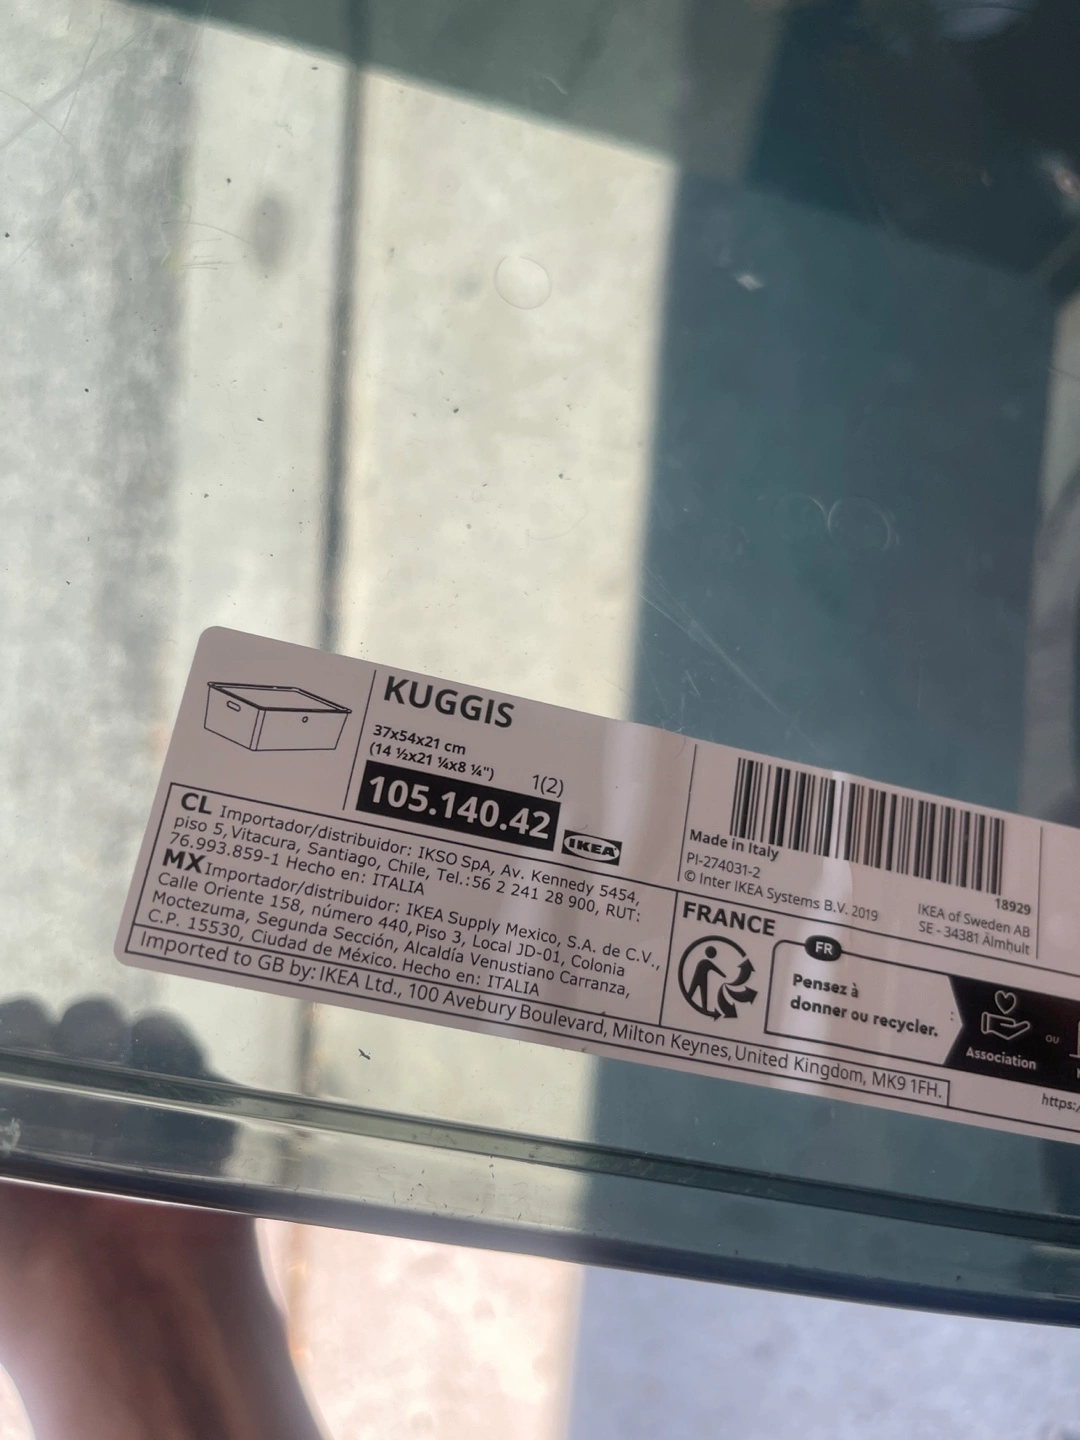 KUGGIS
37x54x21 cm
(14 ½x21 ¼x8 ¼")
1(2)
105.140.42
IKEA
CL Importador/distribuidor: IKSO SpA, Av. Kennedy 5454,
piso 5, Vitacura, Santiago, Chile, Tel.:56 2 241 28 900, RUT:
76.993.859-1 Hecho en: ITALIA
MX Importador/distribuidor: IKEA Supply Mexico, S.A. de C.V.,
Calle Oriente 158, número 440, Piso 3, Local JD-01, Colonia
Moctezuma, Segunda Sección, Alcaldía Venustiano Carranza,
C.P. 15530, Ciudad de México. Hecho en: ITALIA
Imported to GB by: IKEA Ltd., 100 Avebury Boulevard, Milton Keynes, United Kingdom, MK9 1FH.
Made in Italy
PI-274031-2
© Inter IKEA Systems B.V. 2019
18929
IKEA of Sweden AB
SE - 34381 Älmhult
FRANCE
FR
Pensez à
donner ou recycler.
Association
OU
https:/